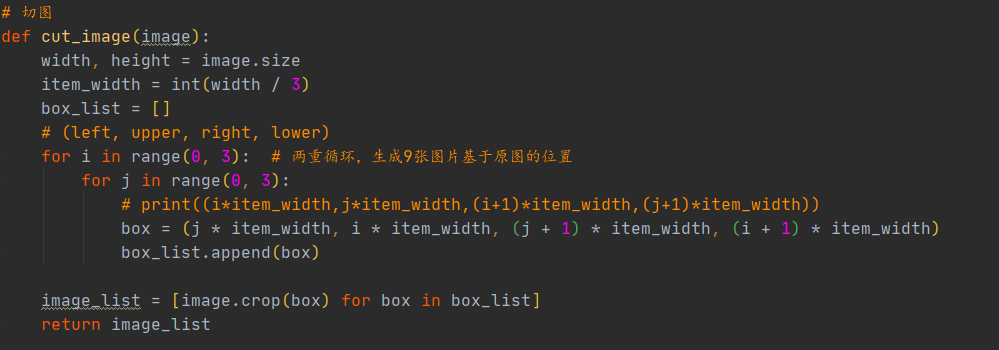 # 切图
def cut_image(image):
    width, height = image.size
    item_width = int(width / 3)
    box_list = []
    # (left, upper, right, lower)
    for i in range(0, 3):  # 两重循环，生成9张图片基于原图的位置
        for j in range(0, 3):
            # print((i*item_width,j*item_width,(i+1)*item_width,(j+1)*item_width))
            box = (j * item_width, i * item_width, (j + 1) * item_width, (i + 1) * item_width)
            box_list.append(box)

    image_list = [image.crop(box) for box in box_list]
    return image_list